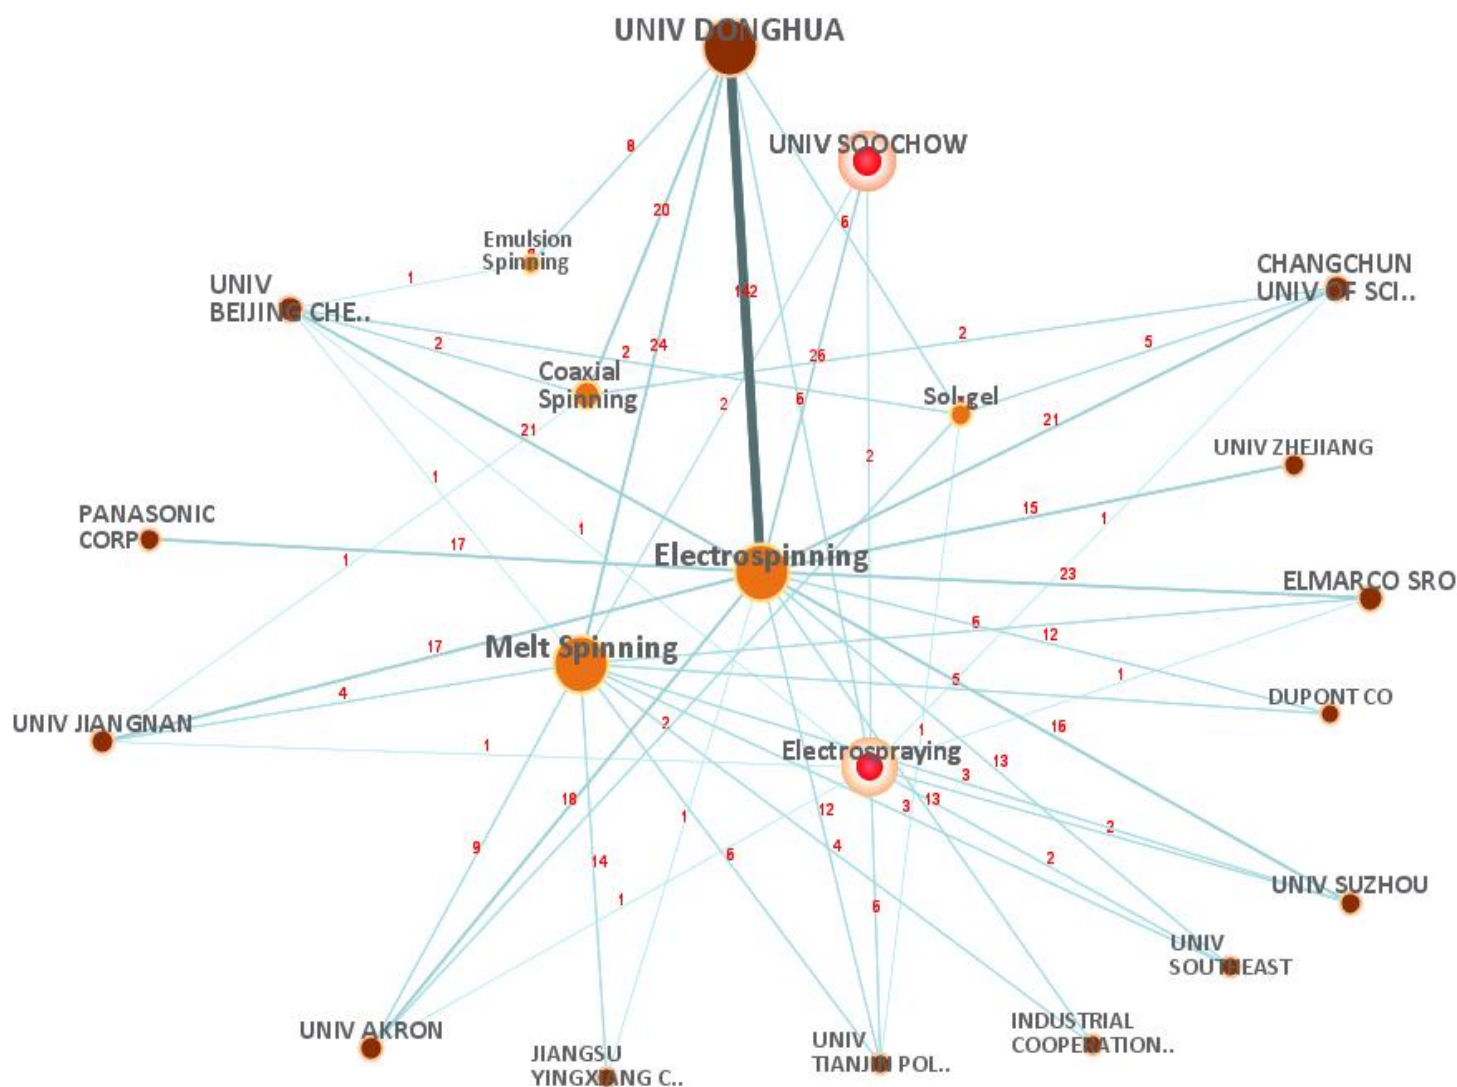 UNIV DONGHUA
UNIV SOOCHOW
8
20
6
Emulsion
Spinning
CHANGCHUN
UNIV OF SCI..
1
UNIV
BEIJING CHE..
142
2
24
2
26
2
5
Coaxial
Spinning
2
6
Sol-gel
21
21
UNIV ZHEJIANG
2
1
15
PANASONIC
CORP
17
1
1
Electrospinning
1
23
ELMARCO SRO
6
12
17
Melt Spinning
5
1
DUPONT CO
4
UNIV JIANGNAN
2
1
16
1
Electrospraying
13
3
18
12
3
13
1
2
9
14
6
4
2
UNIV SUZHOU
1
6
UNIV
SOUTHEAST
UNIV AKRON
JIANGSU
YINGXIANG C..
UNIV
TIANJIN POL..
INDUSTRIAL
COOPERATION..